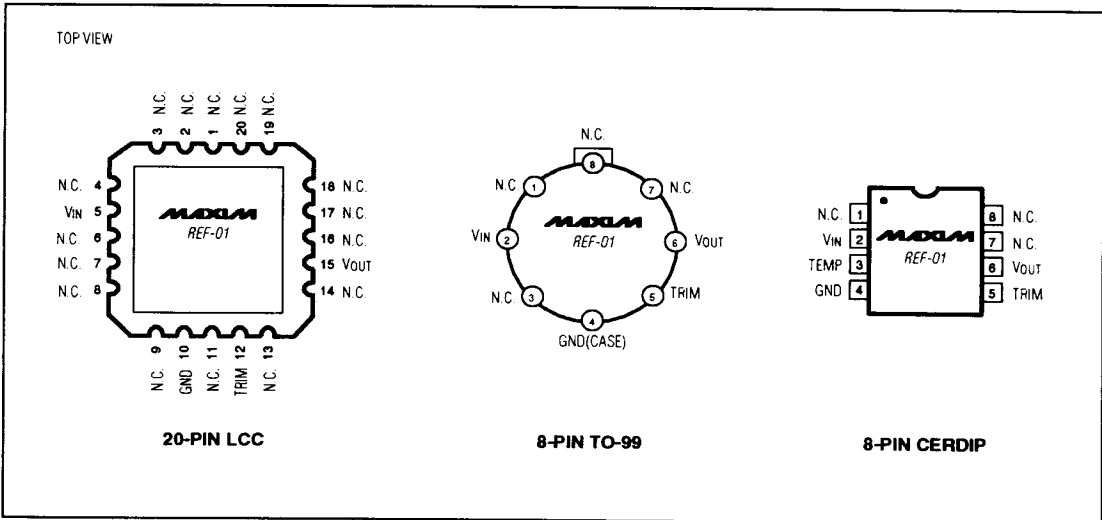 TOP VIEW
3 N.C.
2 N.C.
1 N.C.
20 N.C.
19 N.C.
N.C. 4
VIN 5
N.C. 6
N.C. 7
N.C. 8
MAXIM
REF-01
18 N.C.
17 N.C.
16 N.C.
15 VOUT
14 N.C.
N.C. 9
GND 10
N.C. 11
TRIM 12
N.C. 13
20-PIN LCC
N.C.
8
N.C. 1
7 N.C.
MAXIM
REF-01
VIN 2
6 VOUT
N.C. 3
5 TRIM
4
GND(CASE)
8-PIN TO-99
N.C. 1
VIN 2
TEMP 3
GND 4
MAXIM
REF-01
8 N.C.
7 N.C.
6 VOUT
5 TRIM
8-PIN CERDIP